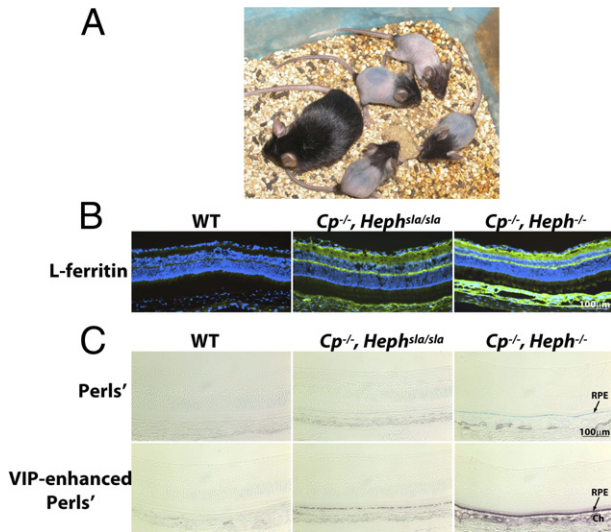 A
B
WT
Cp-/-, Hephsla/sla
Cp-/-, Heph-/-
L-ferritin
100μm
C
WT
Cp-/-, Hephsla/sla
Cp-/-, Heph-/-
Perls'
RPE
100μm
VIP-enhanced
Perls'
RPE
Ch